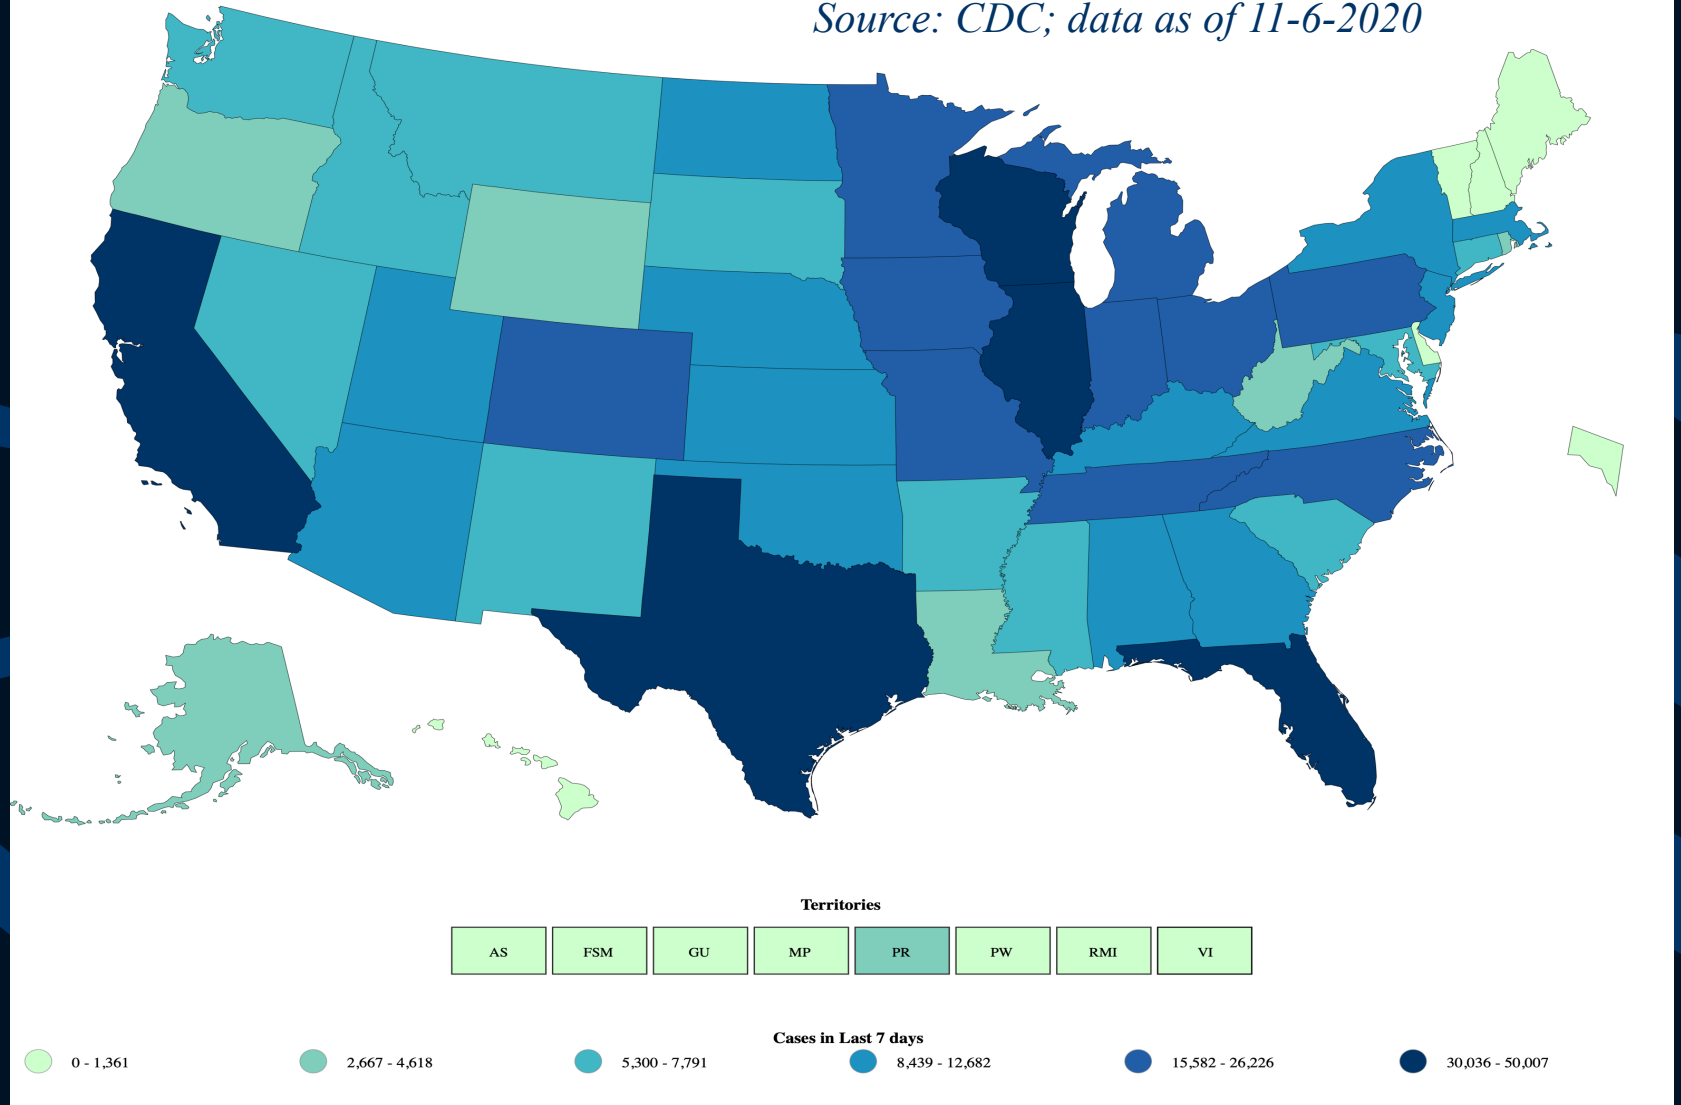 Source: CDC; data as of 11-6-2020
Territories
AS FSM GU MP PR PW RMI VI
Cases in Last 7 days
0 - 1,361 2,667 - 4,618 5,300 - 7,791 8,439 - 12,682 15,582 - 26,226 30,036 - 50,007